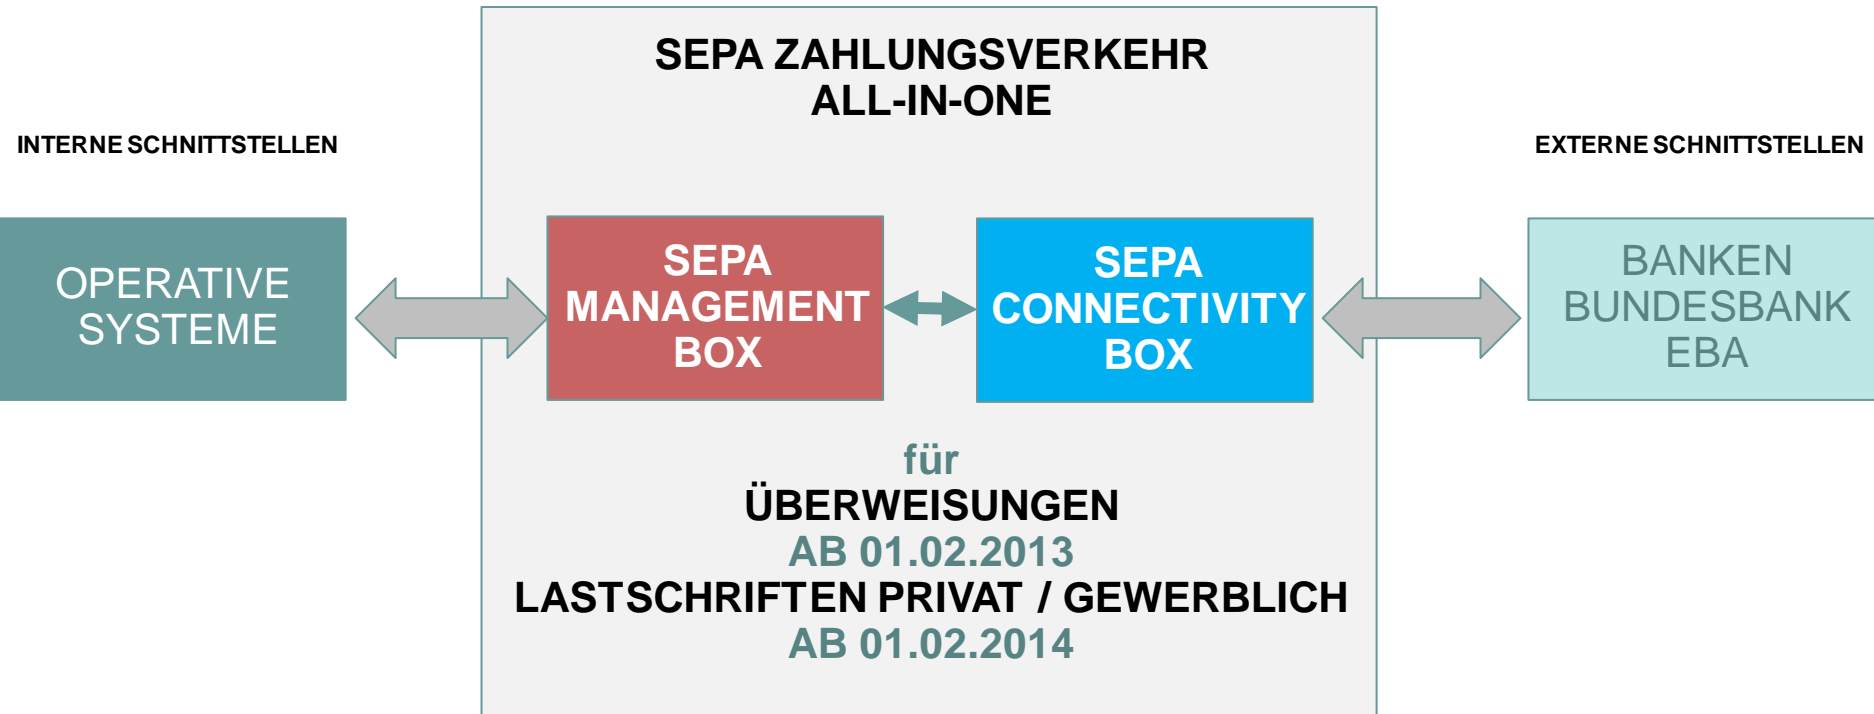 SEPA ZAHLUNGSVERKEHR
ALL-IN-ONE
INTERNE SCHNITTSTELLEN
EXTERNE SCHNITTSTELLEN
OPERATIVE
SYSTEME
SEPA
MANAGEMENT
BOX
SEPA
CONNECTIVITY
BOX
BANKEN
BUNDESBANK
EBA
für
ÜBERWEISUNGEN
AB 01.02.2013
LASTSCHRIFTEN PRIVAT / GEWERBLICH
AB 01.02.2014